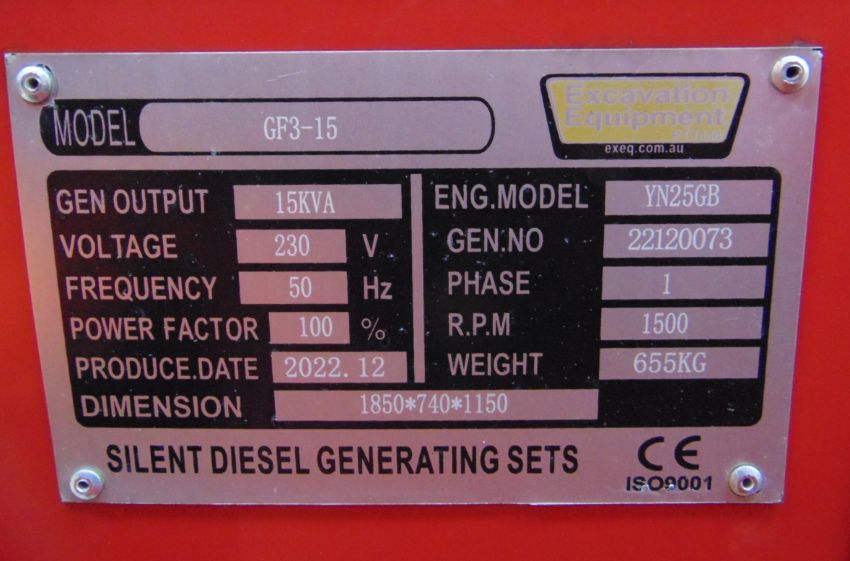 MODEL GF3-15
Excavation
Equipment
exeq.com.au
GEN OUTPUT 15KVA
VOLTAGE 230 V
FREQUENCY 50 Hz
POWER FACTOR 100 %
PRODUCE.DATE 2022.12
ENG.MODEL YN25GB
GEN.NO 22120073
PHASE 1
R.P.M 1500
WEIGHT 655KG
DIMENSION 1850*740*1150
SILENT DIESEL GENERATING SETS
CE
ISO9001